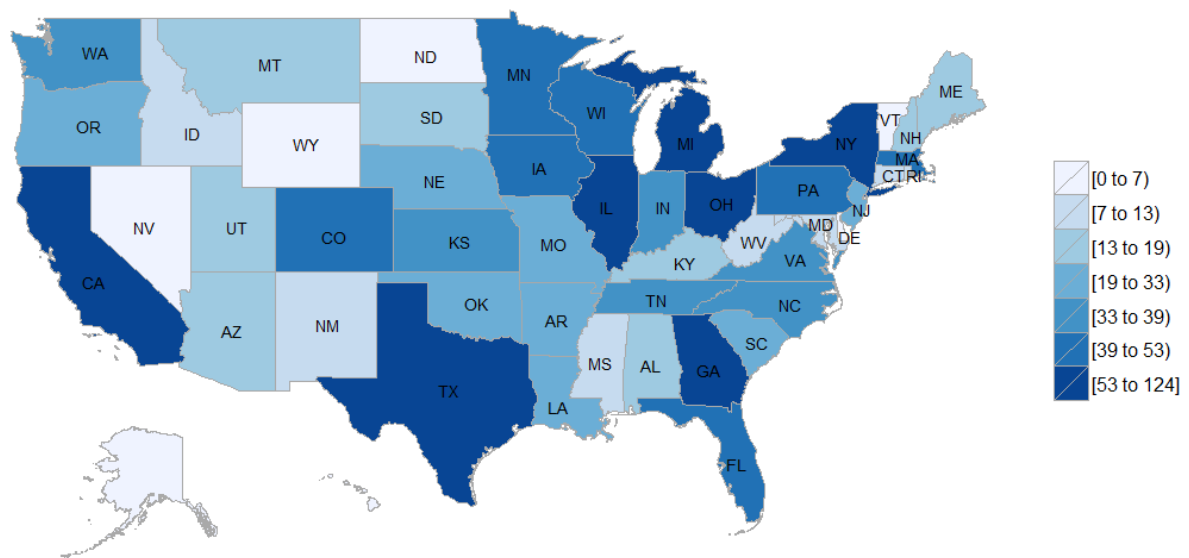 WA
MT
ND
MN
ME
VT
NH
OR
ID
SD
WI
NY
MA
CT
RI
WY
MI
NE
IA
PA
NJ
NV
UT
CO
KS
MO
IL
IN
OH
WV
MD
DE
CA
KY
VA
AZ
NM
OK
AR
TN
NC
SC
MS
AL
GA
TX
LA
FL
[0 to 7)
[7 to 13)
[13 to 19)
[19 to 33)
[33 to 39)
[39 to 53)
[53 to 124]